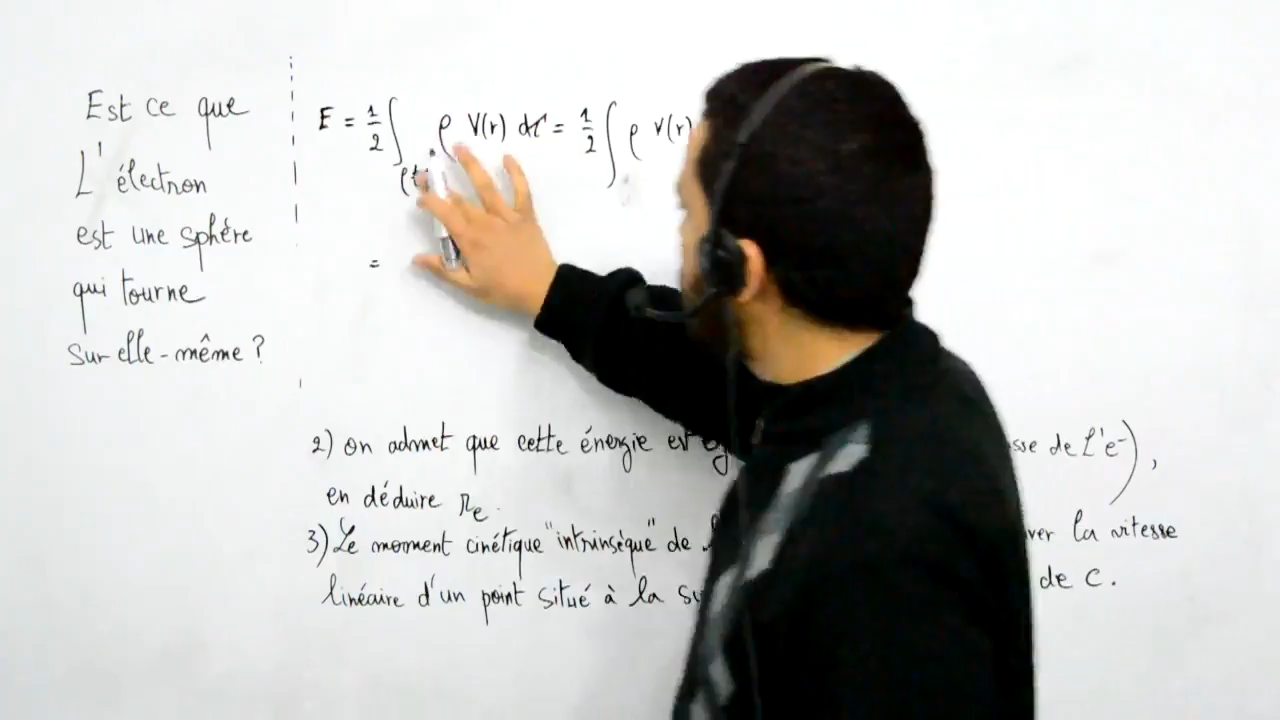 Est ce que
L'électron
est une sphère
qui tourne
sur elle-même ?
E = 1/2 ∫ ρ V(r) dτ = 1/2 ∫ ρ V(r)
=
2) on admet que cette énergie est de l'e⁻),
en déduire re.
3) Le moment cinétique "intrinsèque" de la vitesse
linéaire d'un point situé à la de c.